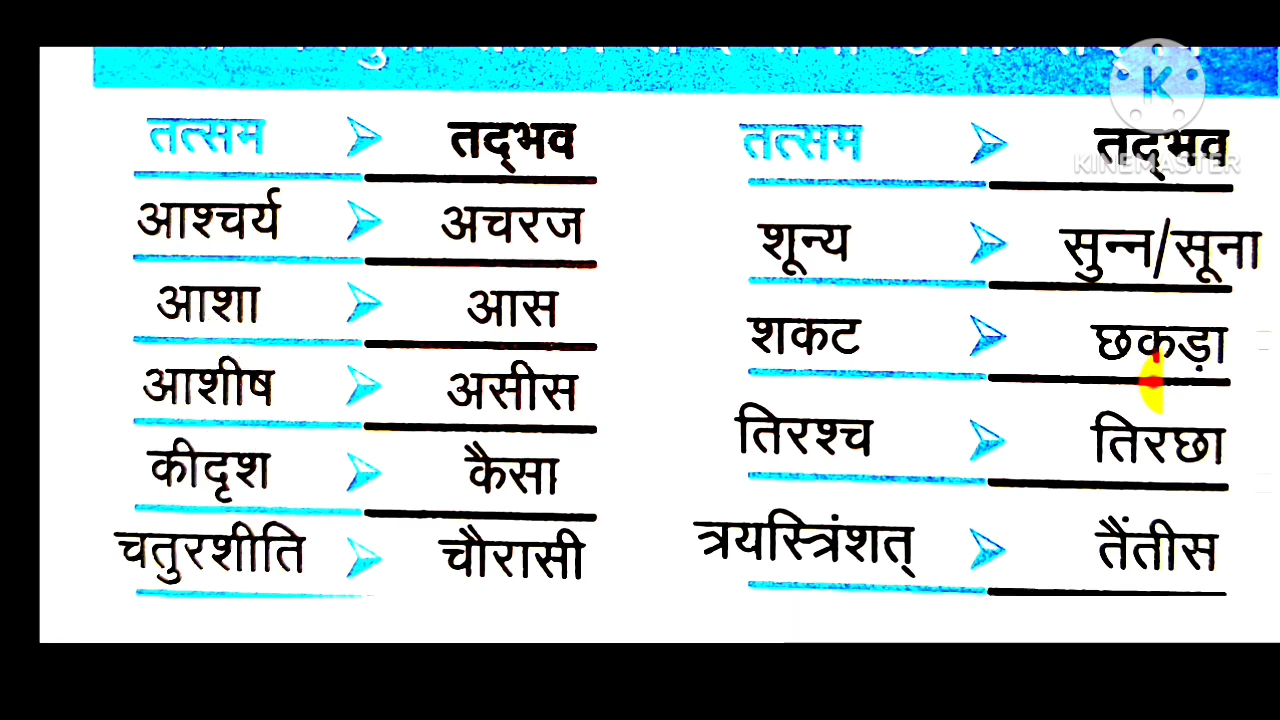 तत्सम तद्भव
आश्चर्य अचरज
आशा आस
आशीष असीस
कीदृश कैसा
चतुरशीति चौरासी
तत्सम तद्भव
शून्य सुन्न/सूना
शकट छकड़ा
तिरश्च तिरछा
त्रयस्त्रिंशत् तैंतीस
K
KINEMASTER